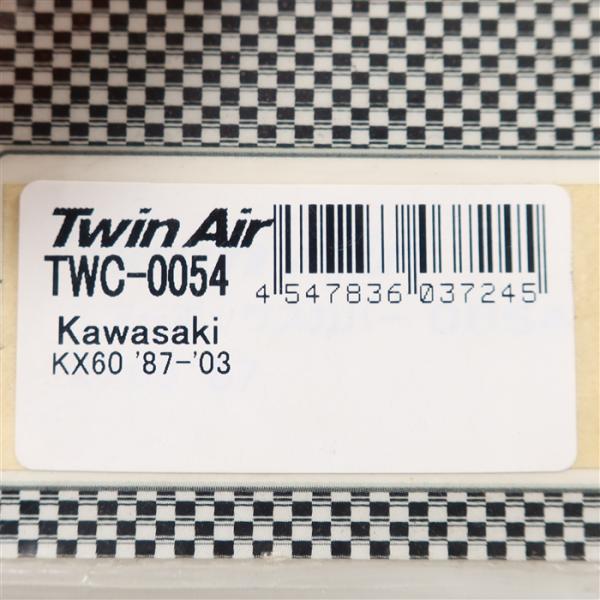 Twin Air
TWC-0054
4 547836 037245
Kawasaki
KX60 '87-'03